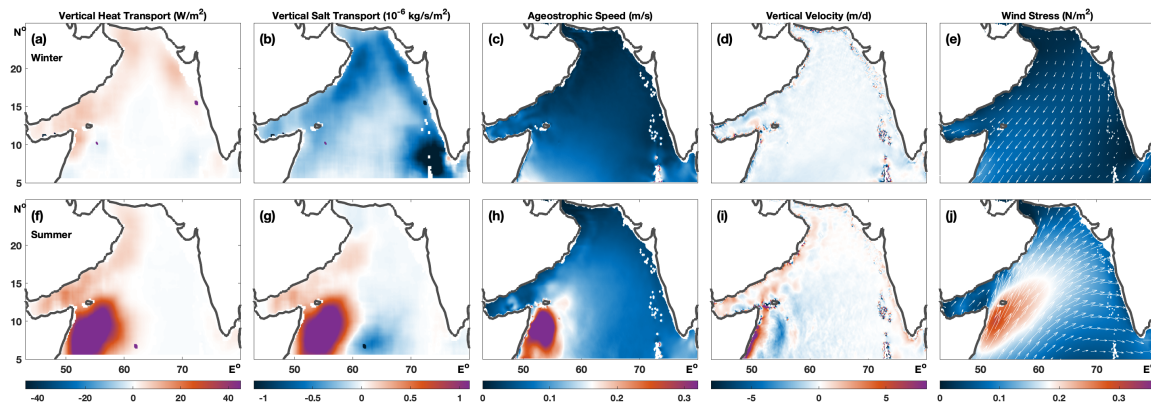 Vertical Heat Transport (W/m²) Vertical Salt Transport (10⁻⁶ kg/s/m²) Ageostrophic Speed (m/s) Vertical Velocity (m/d) Wind Stress (N/m²)
N° (a) (b) (c) (d) (e)
Winter
20
15
10
5
N° (f) (g) (h) (i) (j)
Summer
20
15
10
5
50 60 70 E° 50 60 70 E° 50 60 70 E° 50 60 70 E° 50 60 70 E°
-40 -20 0 20 40 -1 -0.5 0 0.5 1 0 0.1 0.2 0.3 -5 0 5 0 0.1 0.2 0.3